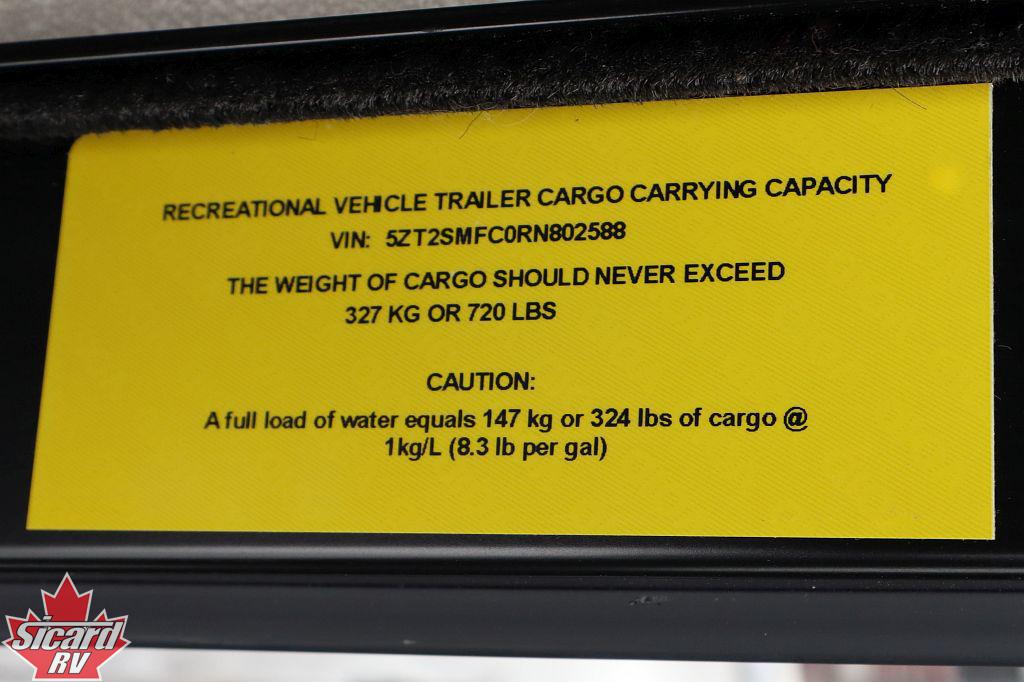 RECREATIONAL VEHICLE TRAILER CARGO CARRYING CAPACITY
VIN: 5ZT2SMFC0RN802588
THE WEIGHT OF CARGO SHOULD NEVER EXCEED
327 KG OR 720 LBS
CAUTION:
A full load of water equals 147 kg or 324 lbs of cargo @
1kg/L (8.3 lb per gal)
Sicard
RV